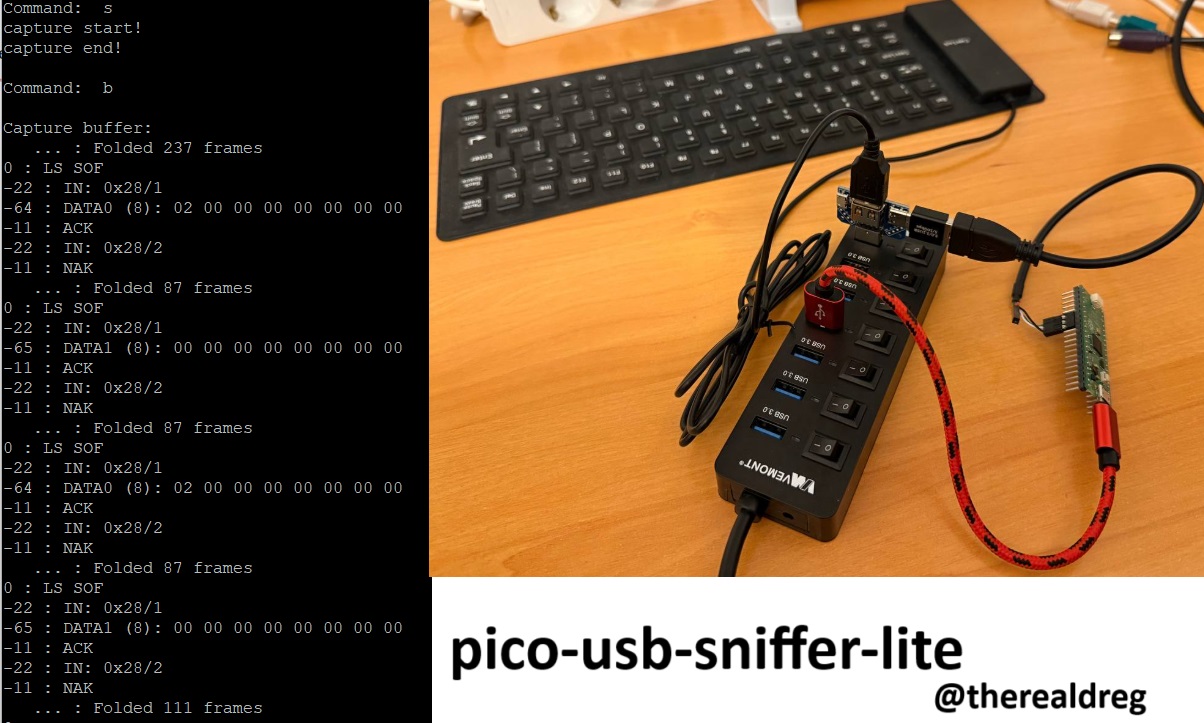 Command:  s
capture start!
capture end!
Command:  b
Capture buffer:
... : Folded 237 frames
0 : LS SOF
-22 : IN: 0x28/1
-64 : DATA0 (8): 02 00 00 00 00 00 00 00
-11 : ACK
-22 : IN: 0x28/2
-11 : NAK
... : Folded 87 frames
0 : LS SOF
-22 : IN: 0x28/1
-65 : DATA1 (8): 00 00 00 00 00 00 00 00
-11 : ACK
-22 : IN: 0x28/2
-11 : NAK
... : Folded 87 frames
0 : LS SOF
-22 : IN: 0x28/1
-64 : DATA0 (8): 02 00 00 00 00 00 00 00
-11 : ACK
-22 : IN: 0x28/2
-11 : NAK
... : Folded 87 frames
0 : LS SOF
-22 : IN: 0x28/1
-65 : DATA1 (8): 00 00 00 00 00 00 00 00
-11 : ACK
-22 : IN: 0x28/2
-11 : NAK
... : Folded 111 frames
USB 3.0
USB 3.0
USB 3.0
USB 3.0
USB 3.0
VEMONT®
Enter
pico-usb-sniffer-lite
@therealdreg